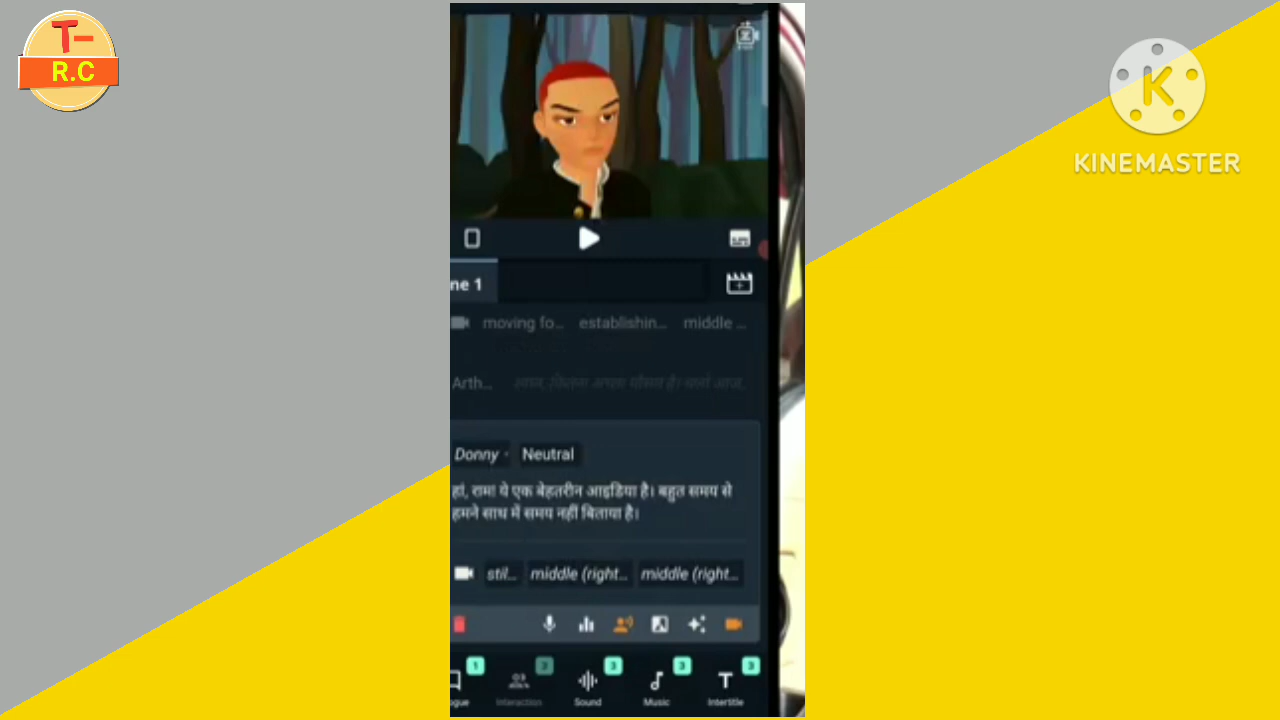 T-
R.C
K
KINEMASTER
ne 1
moving fo... establishin... middle ...
Arth...
Donny Neutral
हां, रामा ये एक बेहतरीन आइडिया है। बहुत समय से
हमने साथ में समय नहीं बिताया है।
stil... middle (right... middle (right...
1 3 3 3 3
ogue Interaction Sound Music Intertitle